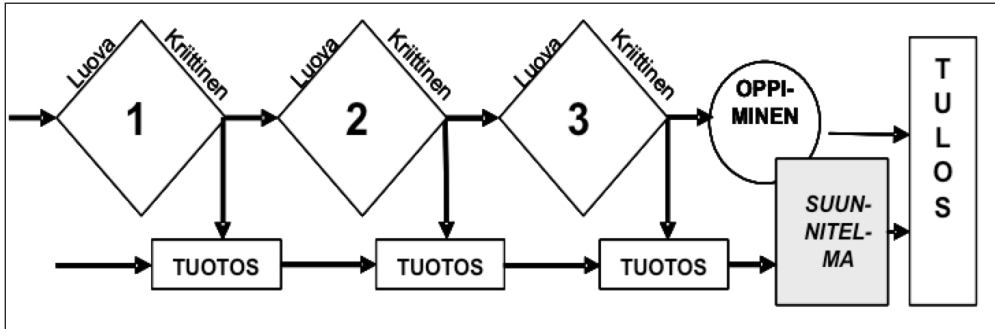 Luova
Kriittinen
1
Luova
Kriittinen
2
Luova
Kriittinen
3
OPPI-
MINEN
SUUN-
NITEL-
MA
TUOTOS
TUOTOS
TUOTOS
T
U
L
O
S